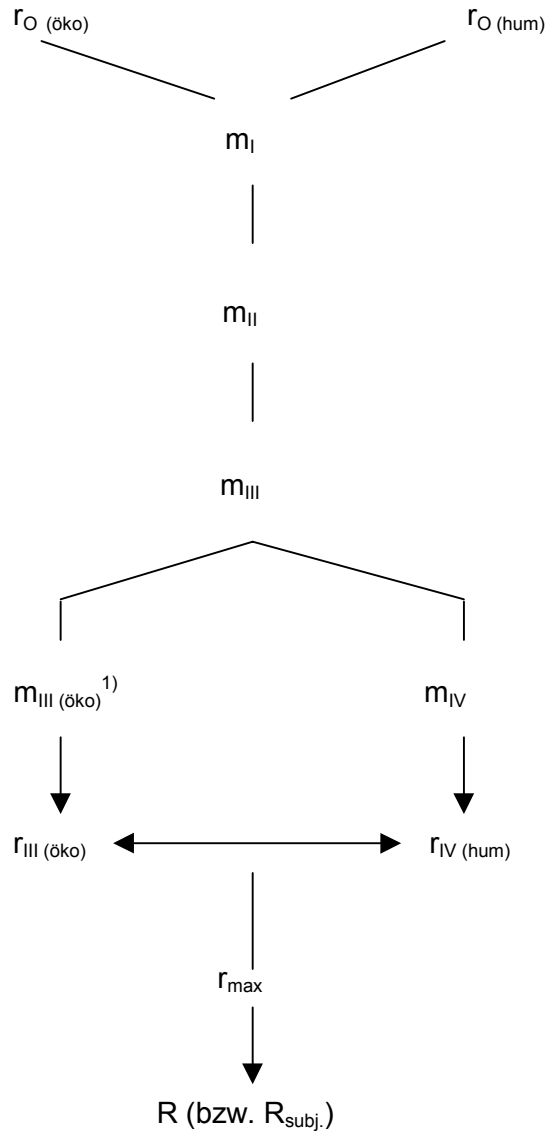 rO (öko) rO (hum)
mI
mII
mIII
mIII (öko)1) mIV
rIII (öko) rIV (hum)
rmax
R (bzw. Rsubj.)